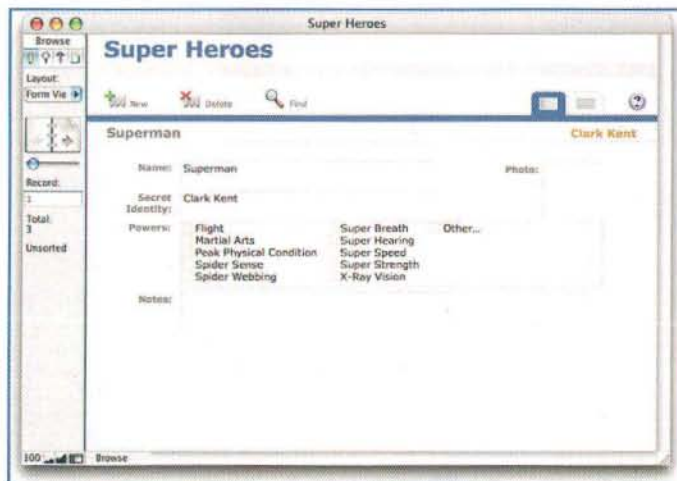 Super Heroes
Browse
Super Heroes
Layout:
Form Vie
New Delete Find
Superman Clark Kent
Name: Superman Photo:
Record:
1
Secret Identity: Clark Kent
Total:
3
Powers: Flight Super Breath Other...
Martial Arts Super Hearing
Unsorted
Peak Physical Condition Super Speed
Spider Sense Super Strength
Spider Webbing X-Ray Vision
Notes:
100 Browse